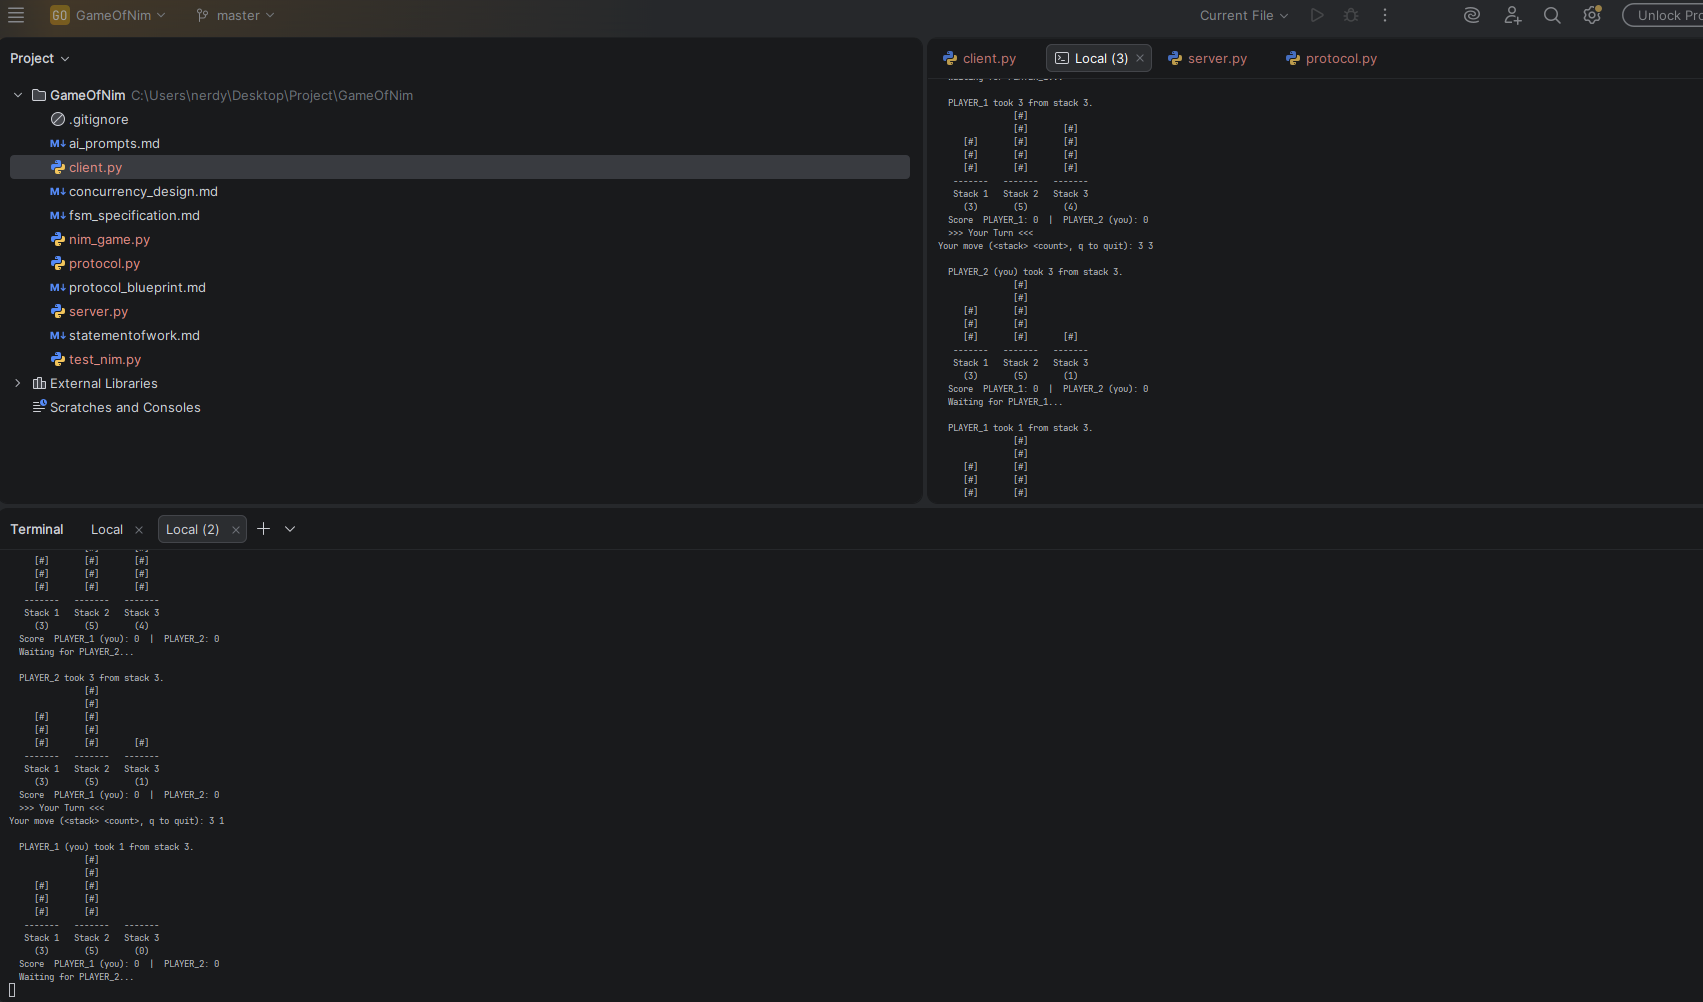 GO GameOfNim master Current File Unlock Pro
Project
GameOfNim C:\Users\nerdy\Desktop\Project\GameOfNim
.gitignore
M↓ ai_prompts.md
client.py
M↓ concurrency_design.md
M↓ fsm_specification.md
nim_game.py
protocol.py
M↓ protocol_blueprint.md
server.py
M↓ statementofwork.md
test_nim.py
External Libraries
Scratches and Consoles
client.py Local (3) server.py protocol.py
PLAYER_1 took 3 from stack 3.
[#]
[#] [#]
[#] [#] [#]
[#] [#] [#]
[#] [#] [#]
------- ------- -------
Stack 1 Stack 2 Stack 3
(3) (5) (4)
Score PLAYER_1: 0 | PLAYER_2 (you): 0
>>> Your Turn <<<
Your move (<stack> <count>, q to quit): 3 3
PLAYER_2 (you) took 3 from stack 3.
[#]
[#]
[#] [#]
[#] [#]
[#] [#] [#]
------- ------- -------
Stack 1 Stack 2 Stack 3
(3) (5) (1)
Score PLAYER_1: 0 | PLAYER_2 (you): 0
Waiting for PLAYER_1...
PLAYER_1 took 1 from stack 3.
[#]
[#]
[#] [#]
[#] [#]
[#] [#]
Terminal Local Local (2)
[#] [#] [#]
[#] [#] [#]
[#] [#] [#]
------- ------- -------
Stack 1 Stack 2 Stack 3
(3) (5) (4)
Score PLAYER_1 (you): 0 | PLAYER_2: 0
Waiting for PLAYER_2...
PLAYER_2 took 3 from stack 3.
[#]
[#]
[#] [#]
[#] [#]
[#] [#] [#]
------- ------- -------
Stack 1 Stack 2 Stack 3
(3) (5) (1)
Score PLAYER_1 (you): 0 | PLAYER_2: 0
>>> Your Turn <<<
Your move (<stack> <count>, q to quit): 3 1
PLAYER_1 (you) took 1 from stack 3.
[#]
[#]
[#] [#]
[#] [#]
[#] [#]
------- ------- -------
Stack 1 Stack 2 Stack 3
(3) (5) (0)
Score PLAYER_1 (you): 0 | PLAYER_2: 0
Waiting for PLAYER_2...